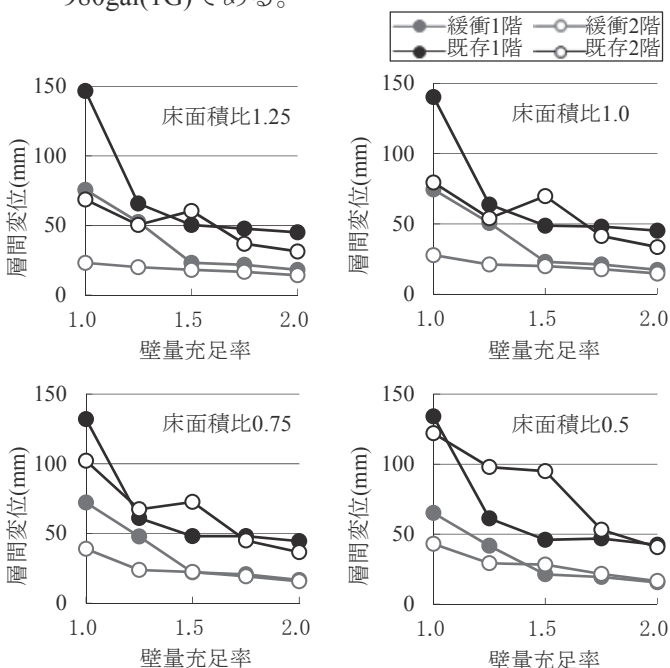 980gal(1G)である。
緩衝1階 緩衝2階
既存1階 既存2階
150
100
50
0
層間変位(mm)
床面積比1.25
1.0 1.5 2.0
壁量充足率
150
100
50
0
層間変位(mm)
床面積比1.0
1.0 1.5 2.0
壁量充足率
150
100
50
0
層間変位(mm)
床面積比0.75
1.0 1.5 2.0
壁量充足率
150
100
50
0
層間変位(mm)
床面積比0.5
1.0 1.5 2.0
壁量充足率